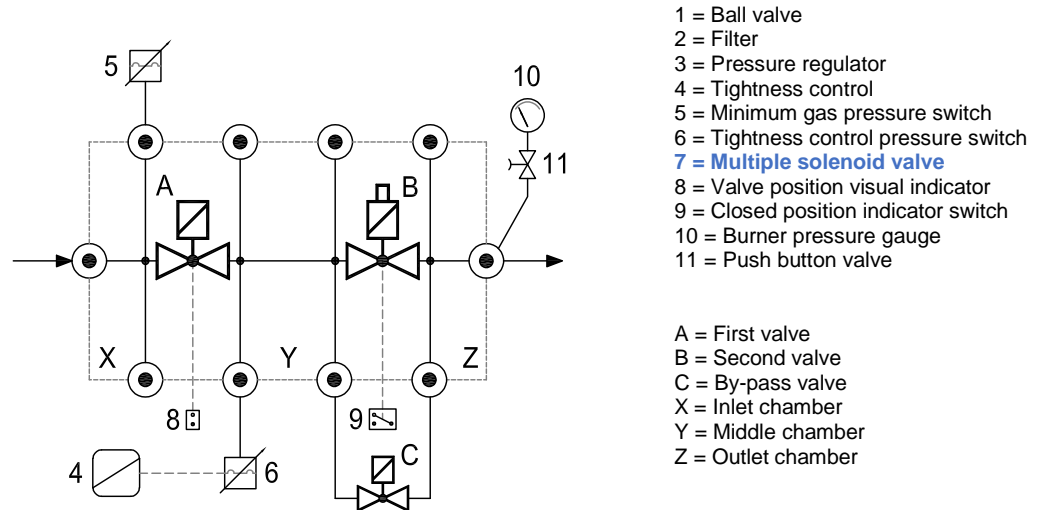 5
10
A
B
11
X
Y
Z
8
9
C
4
6
1 = Ball valve
2 = Filter
3 = Pressure regulator
4 = Tightness control
5 = Minimum gas pressure switch
6 = Tightness control pressure switch
7 = Multiple solenoid valve
8 = Valve position visual indicator
9 = Closed position indicator switch
10 = Burner pressure gauge
11 = Push button valve
A = First valve
B = Second valve
C = By-pass valve
X = Inlet chamber
Y = Middle chamber
Z = Outlet chamber